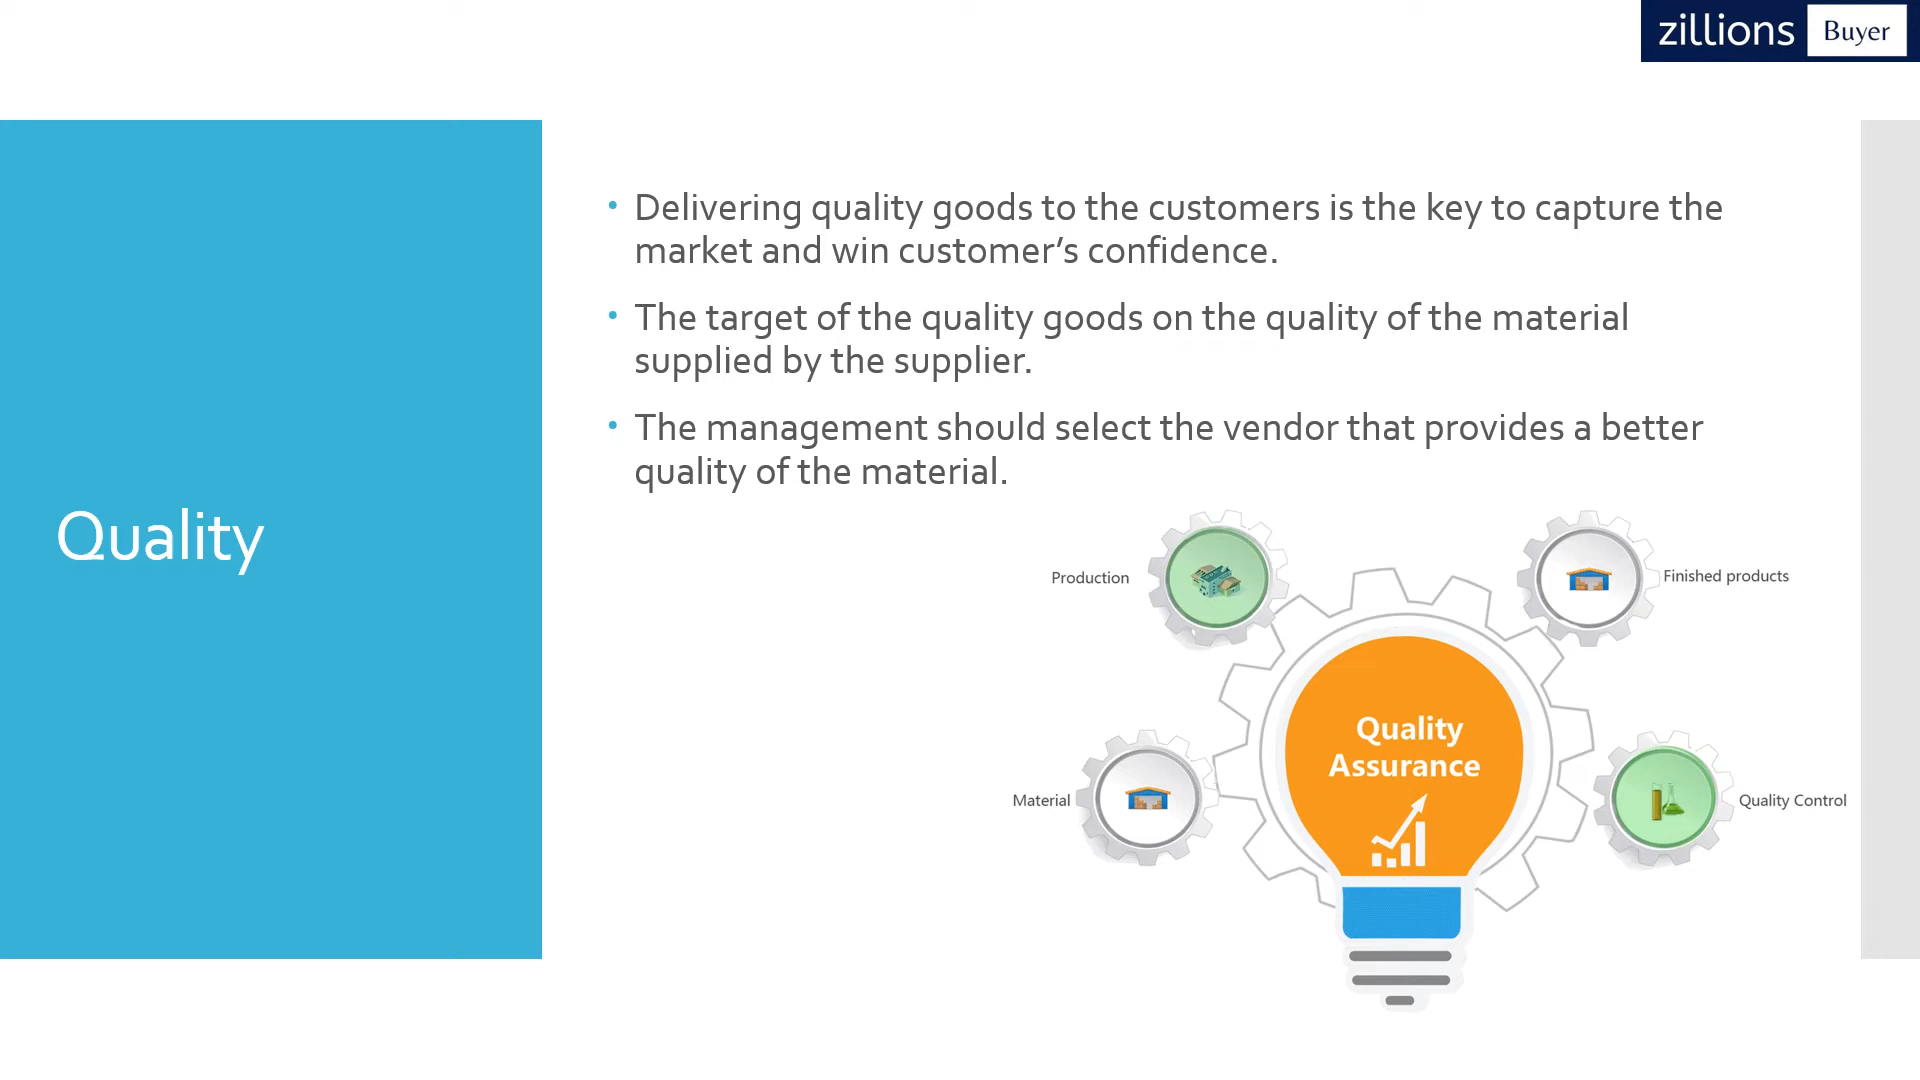 zillions Buyer
Quality
• Delivering quality goods to the customers is the key to capture the
market and win customer’s confidence.
• The target of the quality goods on the quality of the material
supplied by the supplier.
• The management should select the vendor that provides a better
quality of the material.
Production
Finished products
Quality
Assurance
Material
Quality Control